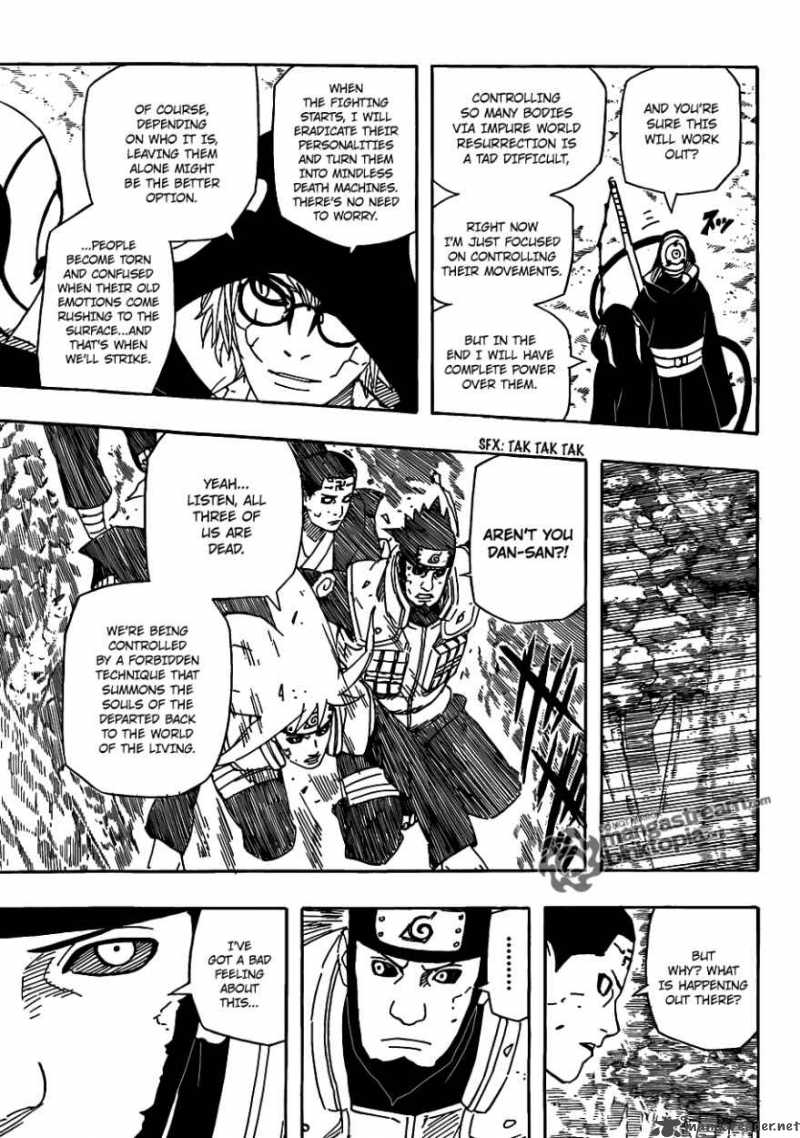 AND YOU'RE
SURE THIS
WILL WORK
OUT?
ズッ
CONTROLLING
SO MANY BODIES
VIA IMPURE WORLD
RESURRECTION IS
A TAD DIFFICULT,
RIGHT NOW
I'M JUST FOCUSED
ON CONTROLLING
THEIR MOVEMENTS.
BUT IN THE
END I WILL HAVE
COMPLETE POWER
OVER THEM.
WHEN
THE FIGHTING
STARTS, I WILL
ERADICATE THEIR
PERSONALITIES
AND TURN THEM
INTO MINDLESS
DEATH MACHINES.
THERE'S NO NEED
TO WORRY.
OF COURSE,
DEPENDING
ON WHO IT IS,
LEAVING THEM
ALONE MIGHT
BE THE BETTER
OPTION.
...PEOPLE
BECOME TORN
AND CONFUSED
WHEN THEIR OLD
EMOTIONS COME
RUSHING TO
THE SURFACE...AND
THAT'S WHEN
WE'LL STRIKE.
SFX: TAK TAK TAK
AREN'T YOU
DAN-SAN?!
YEAH...
LISTEN, ALL
THREE OF
US ARE
DEAD.
WE'RE BEING
CONTROLLED
BY A FORBIDDEN
TECHNIQUE THAT
SUMMONS THE
SOULS OF THE
DEPARTED BACK
TO THE WORLD
OF THE LIVING.
mangastream.com
BUT
WHY? WHAT
IS HAPPENING
OUT THERE?
........
I'VE
GOT A BAD
FEELING
ABOUT
THIS...